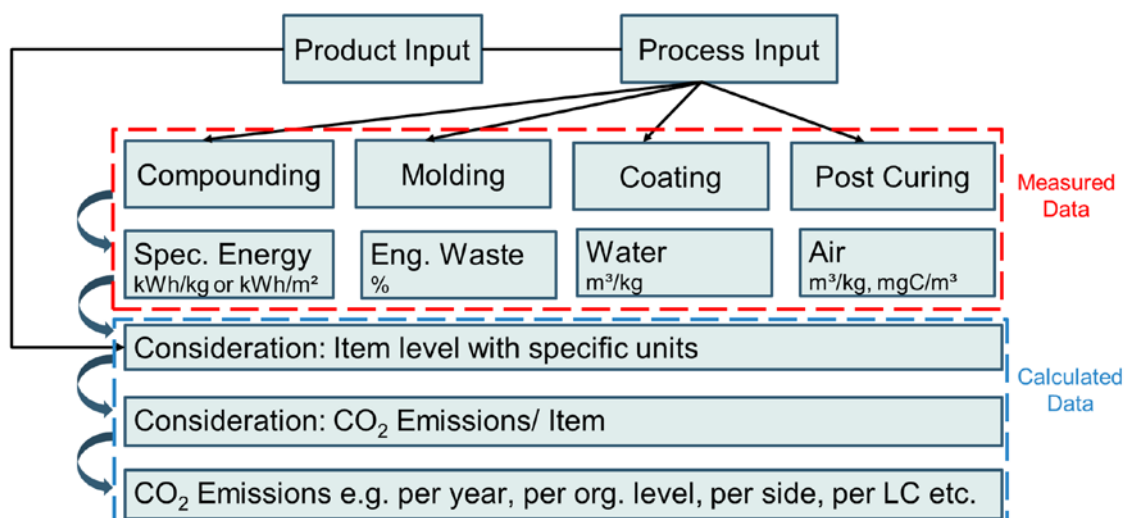 Product Input
Process Input
Compounding
Molding
Coating
Post Curing
Measured
Data
Spec. Energy
kWh/kg or kWh/m²
Eng. Waste
%
Water
m³/kg
Air
m³/kg, mgC/m³
Consideration: Item level with specific units
Calculated
Data
Consideration: CO₂ Emissions/ Item
CO₂ Emissions e.g. per year, per org. level, per side, per LC etc.